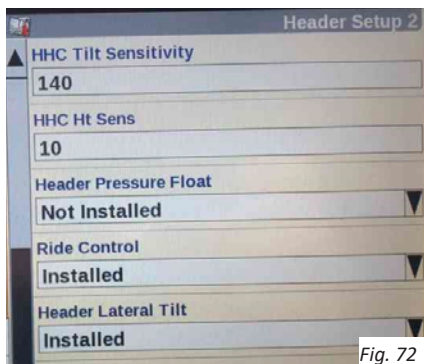 Header Setup 2
HHC Tilt Sensitivity
140
HHC Ht Sens
10
Header Pressure Float
Not Installed
Ride Control
Installed
Header Lateral Tilt
Installed
Fig. 72